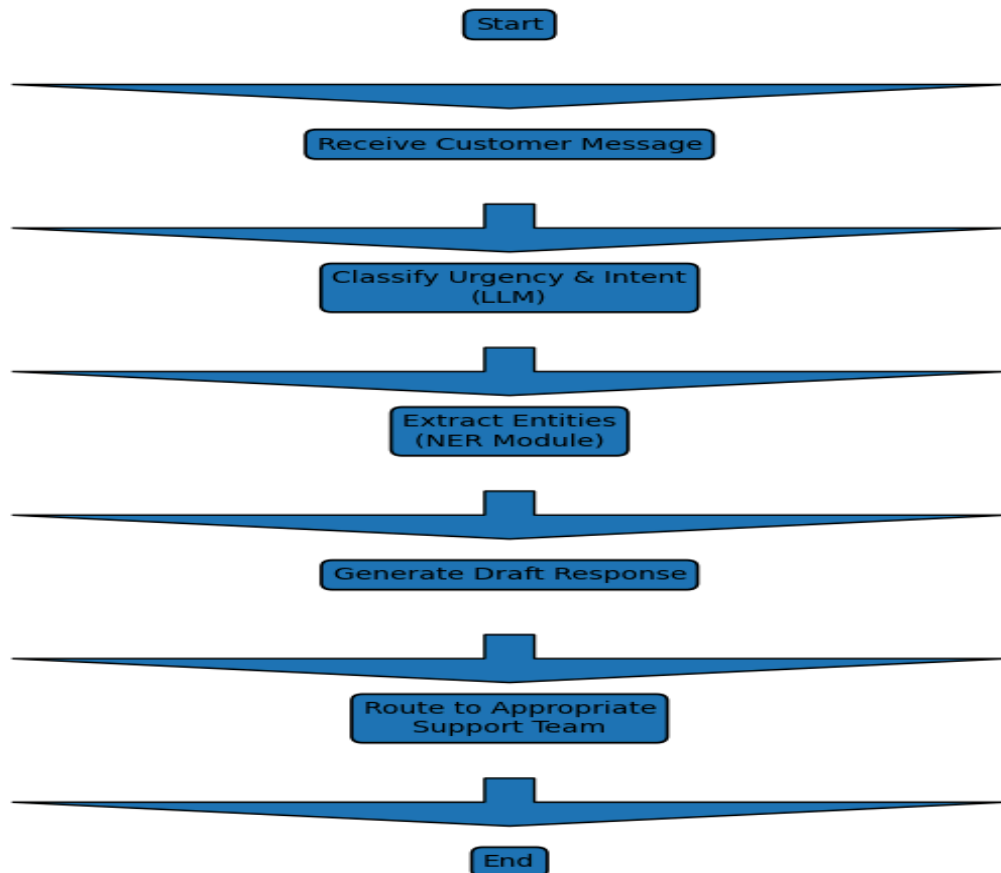 Start
Receive Customer Message
Classify Urgency & Intent
(LLM)
Extract Entities
(NER Module)
Generate Draft Response
Route to Appropriate
Support Team
End